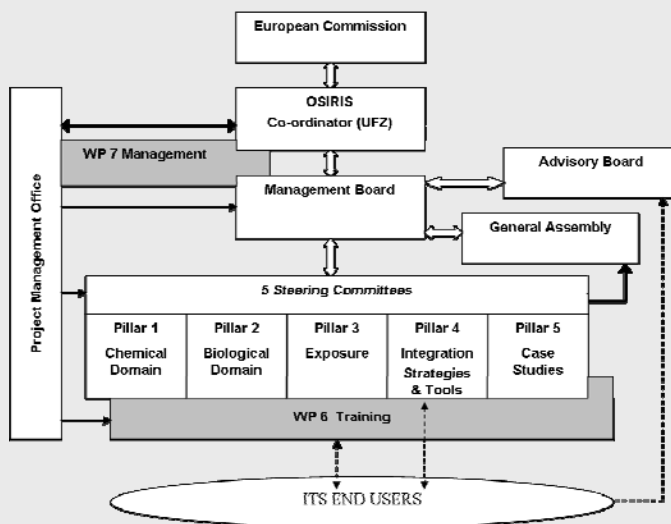 European Commission
OSIRIS
Co-ordinator (UFZ)
WP 7 Management
Management Board
Advisory Board
General Assembly
Project Management Office
5 Steering Committees
Pillar 1
Chemical
Domain
Pillar 2
Biological
Domain
Pillar 3
Exposure
Pillar 4
Integration
Strategies
& Tools
Pillar 5
Case
Studies
WP 6 Training
ITS END USERS